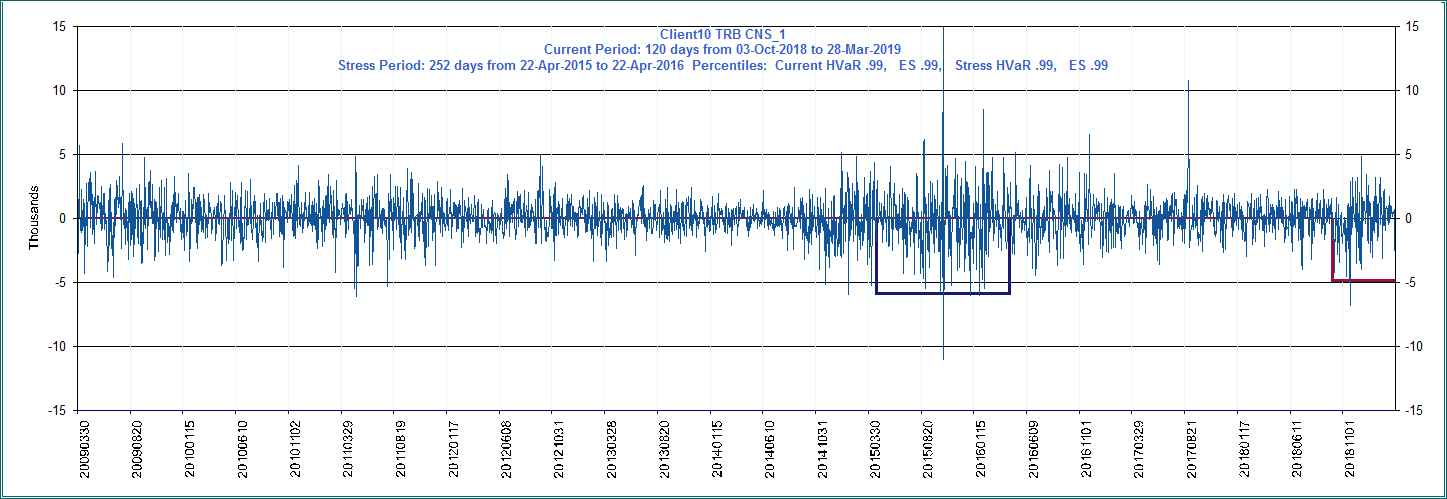 Client10 TRB CNS_1
Current Period: 120 days from 03-Oct-2018 to 28-Mar-2019
Stress Period: 252 days from 22-Apr-2015 to 22-Apr-2016  Percentiles:  Current HVaR .99,   ES .99,   Stress HVaR .99,   ES .99
15 15
10 10
5 5
0 0
-5 -5
-10 -10
-15 -15
Thousands
20090330 20090820 20100115 20100610 20101102 20110329 20110819 20120117 20120608 20121031 20130328 20130820 20140115 20140610 20141031 20150330 20150820 20160115 20160609 20161101 20170329 20170821 20180117 20180611 20181101